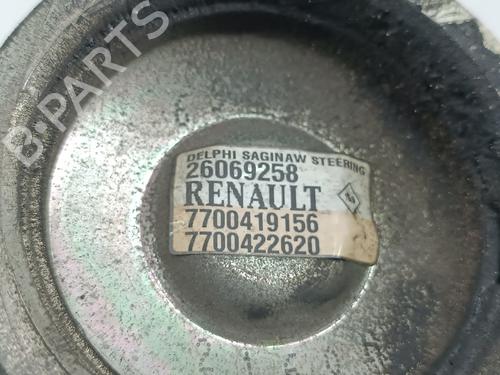 B-PARTS
DELPHI SAGINAW STEERING
26069258
RENAULT
7700419156
7700422620